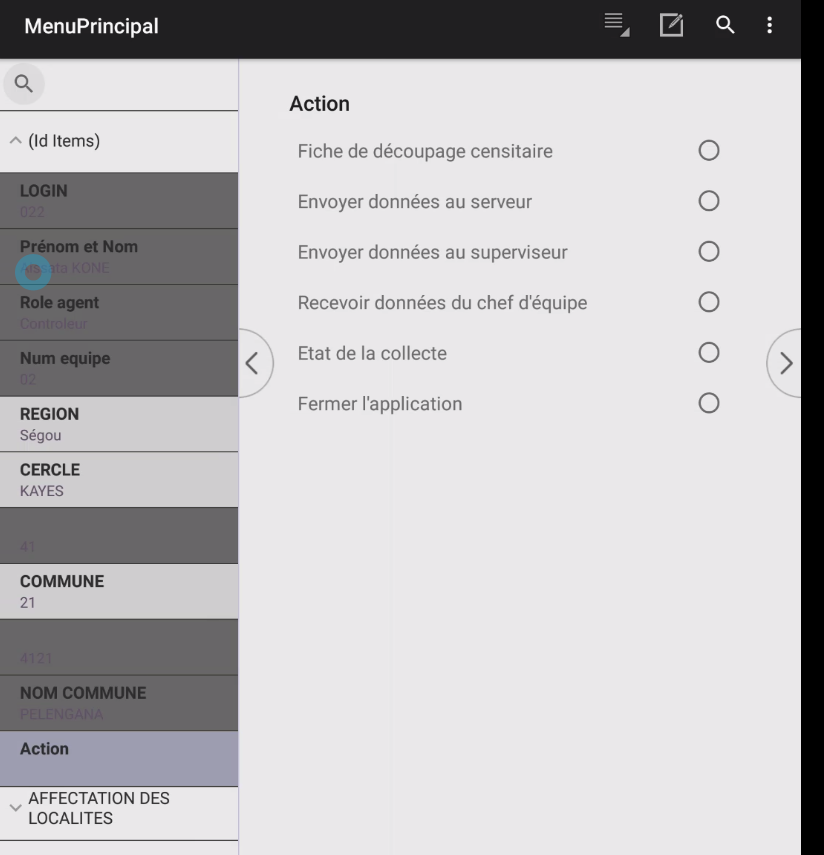 MenuPrincipal
(Id Items)
LOGIN
022
Prénom et Nom
Aissata KONE
Role agent
Controleur
Num equipe
02
REGION
Ségou
CERCLE
KAYES
41
COMMUNE
21
4121
NOM COMMUNE
PELENGANA
Action
AFFECTATION DES
LOCALITES
Action
Fiche de découpage censitaire
Envoyer données au serveur
Envoyer données au superviseur
Recevoir données du chef d'équipe
Etat de la collecte
Fermer l'application